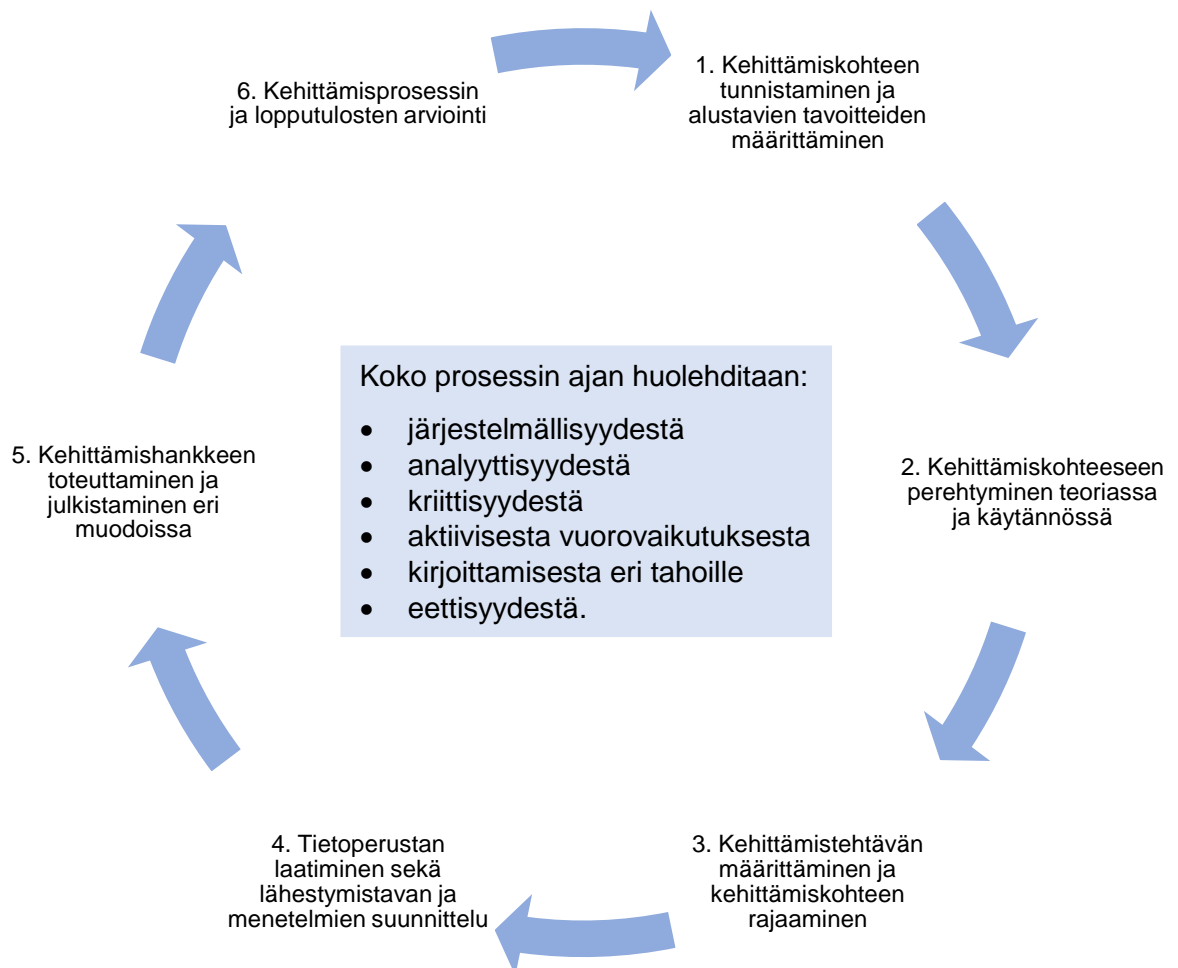 1. Kehittämiskohteen
tunnistaminen ja
alustavien tavoitteiden
määrittäminen
2. Kehittämiskohteeseen
perehtyminen teoriassa
ja käytännössä
3. Kehittämistehtävän
määrittäminen ja
kehittämiskohteen
rajaaminen
4. Tietoperustan
laatiminen sekä
lähestymistavan ja
menetelmien suunnittelu
5. Kehittämishankkeen
toteuttaminen ja
julkistaminen eri
muodoissa
6. Kehittämisprosessin
ja lopputulosten arviointi
Koko prosessin ajan huolehditaan:
• järjestelmällisyydestä
• analyyttisyydestä
• kriittisyydestä
• aktiivisesta vuorovaikutuksesta
• kirjoittamisesta eri tahoille
• eettisyydestä.